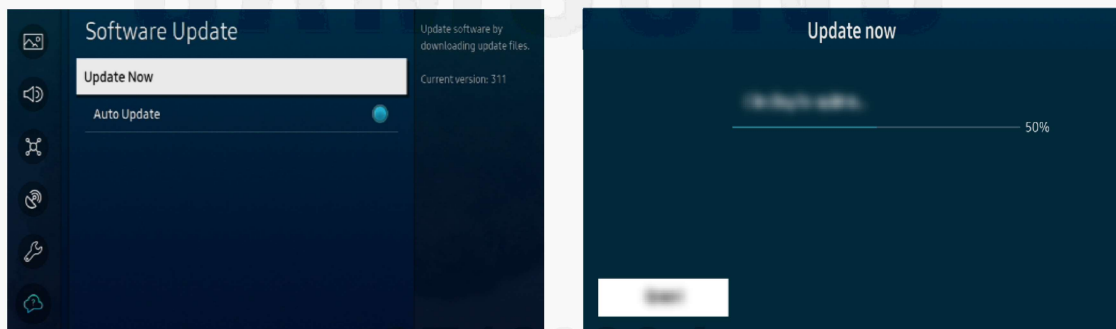 Software Update
Update Now
Auto Update
Update software by
downloading update files.
Current version: 311
Update now
50%